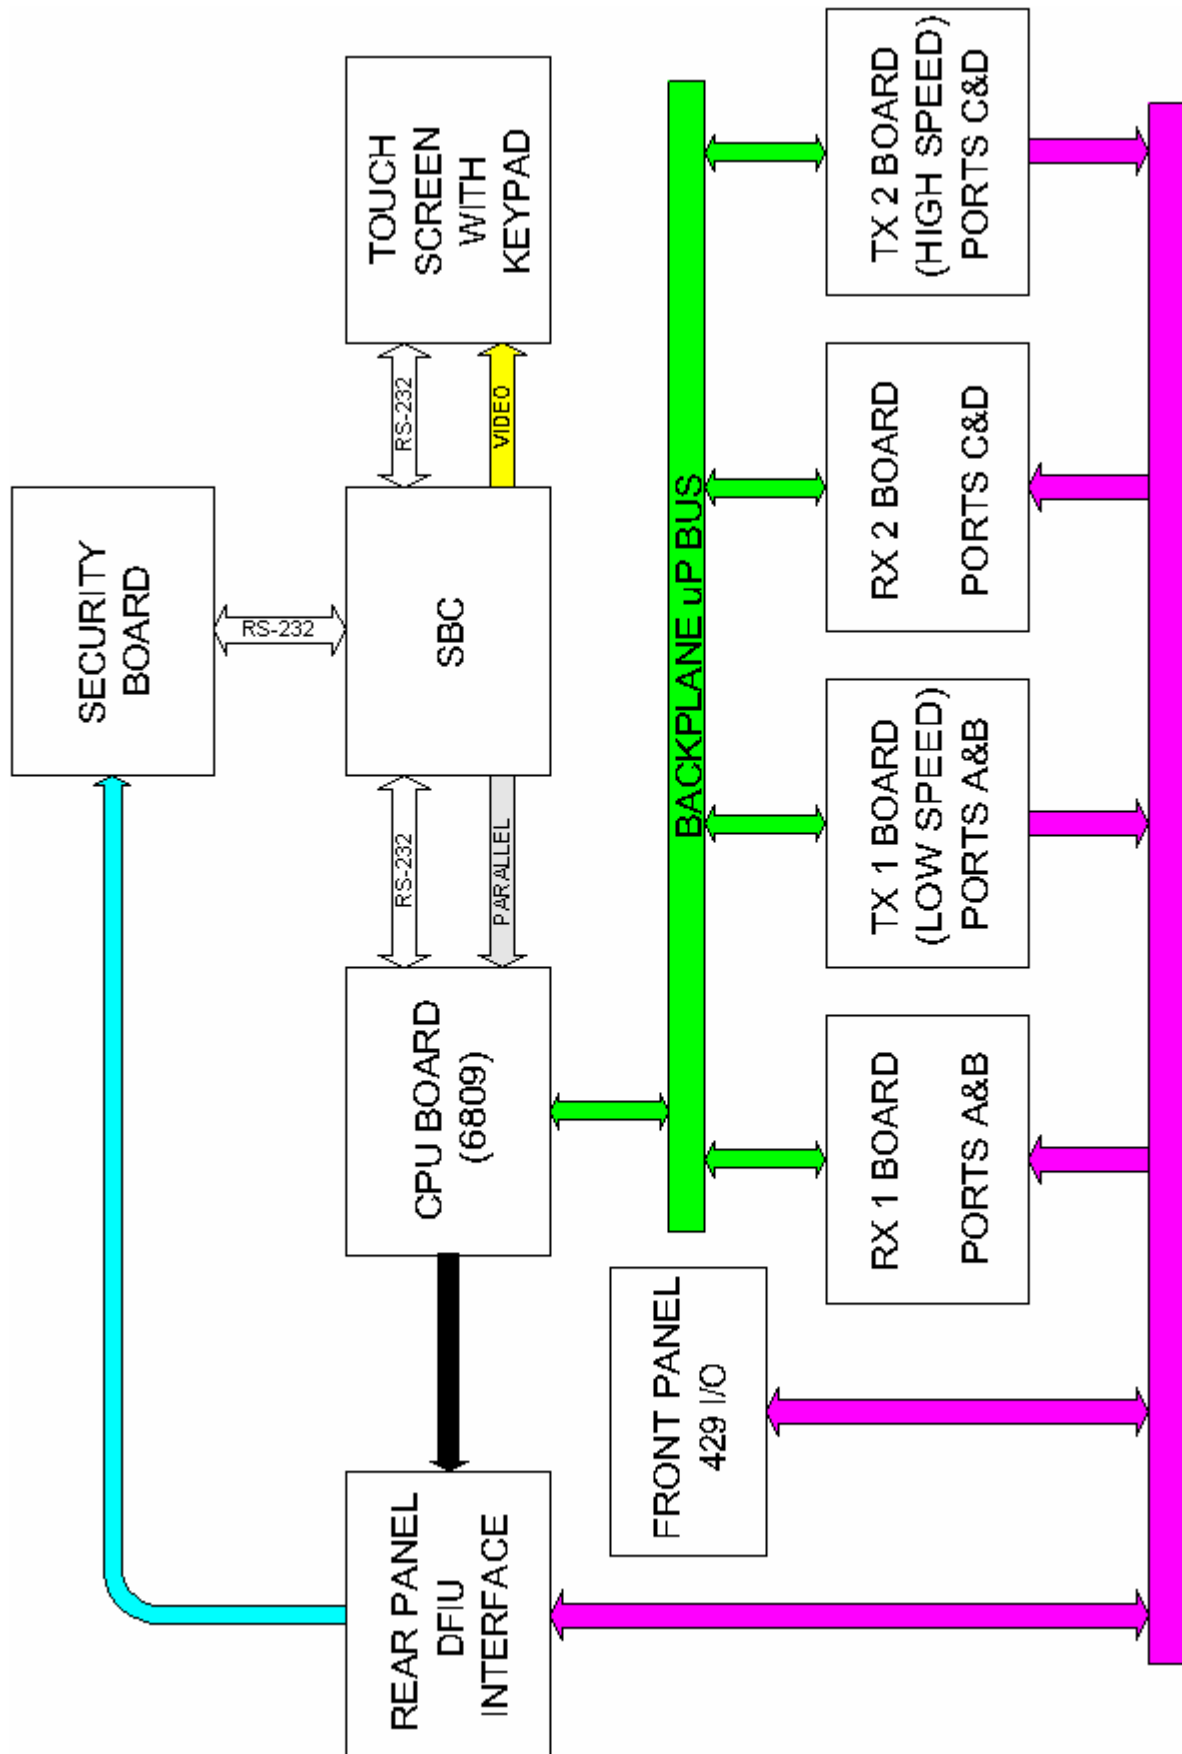 SECURITY
BOARD
RS-232
REAR PANEL
DFIU
INTERFACE
CPU BOARD
(6809)
RS-232
PARALLEL
SBC
RS-232
VIDEO
TOUCH
SCREEN
WITH
KEYPAD
FRONT PANEL
429 I/O
BACKPLANE uP BUS
RX 1 BOARD
PORTS A&B
TX 1 BOARD
(LOW SPEED)
PORTS A&B
RX 2 BOARD
PORTS C&D
TX 2 BOARD
(HIGH SPEED)
PORTS C&D